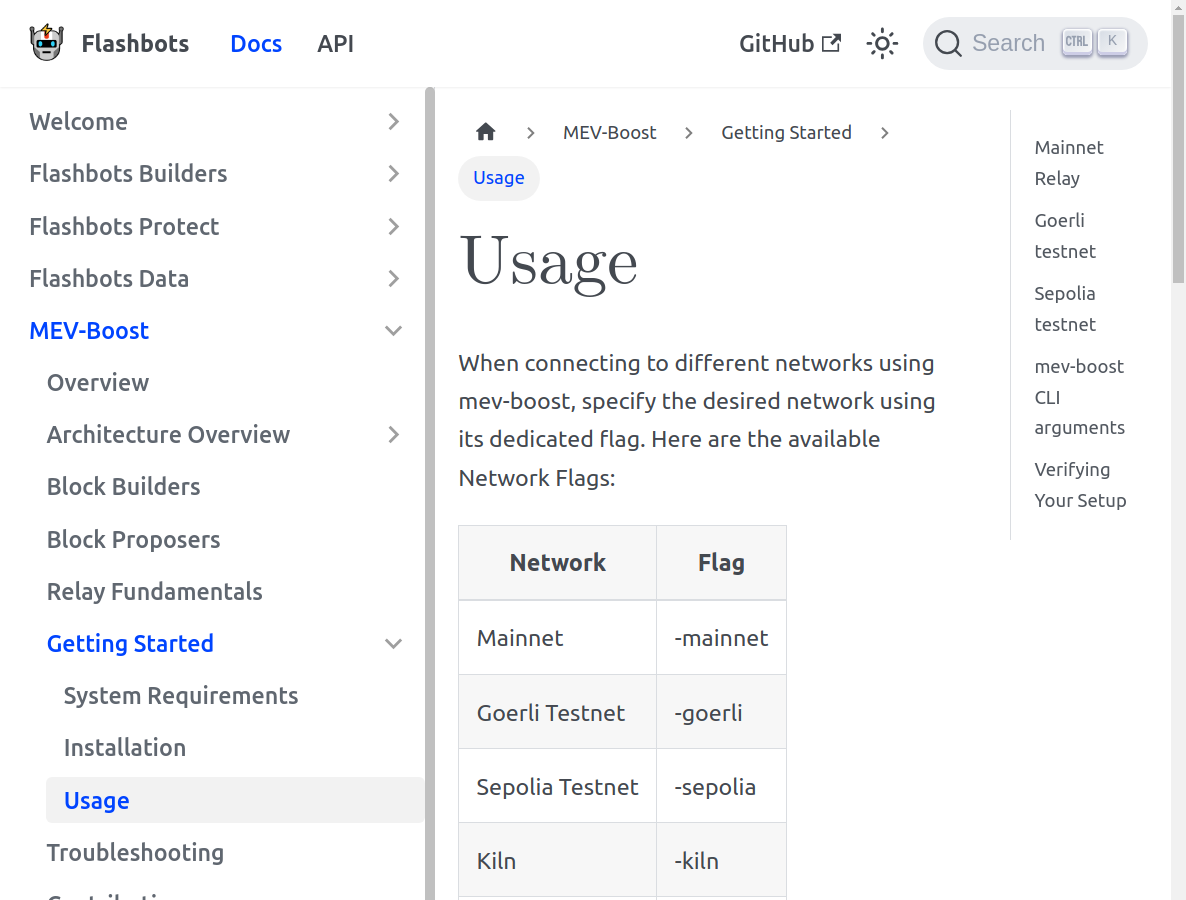 Flashbots Docs API GitHub Search CTRL K
Welcome
Flashbots Builders
Flashbots Protect
Flashbots Data
MEV-Boost
Overview
Architecture Overview
Block Builders
Block Proposers
Relay Fundamentals
Getting Started
System Requirements
Installation
Usage
Troubleshooting
MEV-Boost Getting Started
Usage
Usage
When connecting to different networks using
mev-boost, specify the desired network using
its dedicated flag. Here are the available
Network Flags:
Network Flag
Mainnet -mainnet
Goerli Testnet -goerli
Sepolia Testnet -sepolia
Kiln -kiln
Mainnet
Relay
Goerli
testnet
Sepolia
testnet
mev-boost
CLI
arguments
Verifying
Your Setup